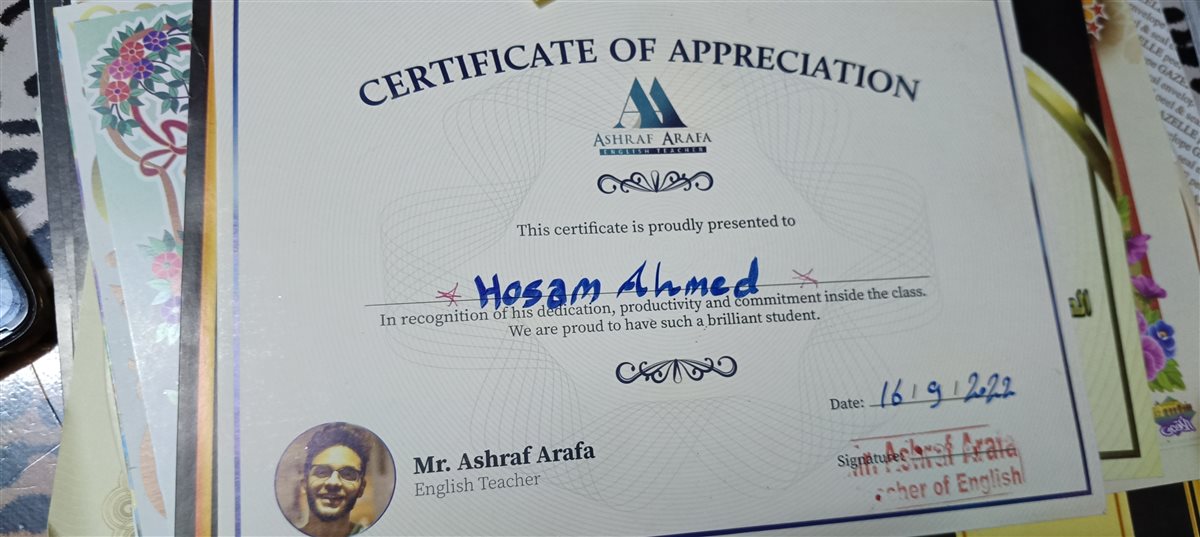 CERTIFICATE OF APPRECIATION
ASHRAF ARAFA
ENGLISH TEACHER
This certificate is proudly presented to
Hosam Ahmed
In recognition of his dedication, productivity and commitment inside the class.
We are proud to have such a brilliant student.
Date: 16/9/2022
Mr. Ashraf Arafa
English Teacher
Signature:
Ashraf Arafa
of English